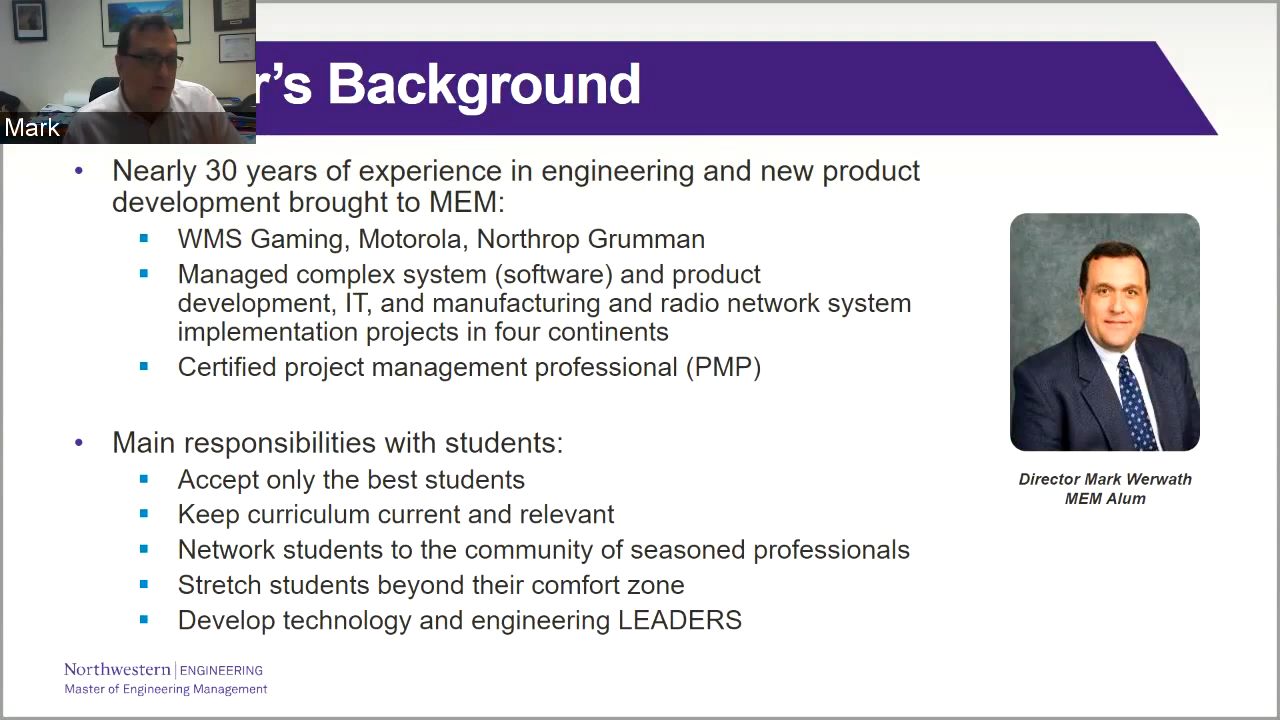 r's Background
Mark
• Nearly 30 years of experience in engineering and new product
development brought to MEM:
▪ WMS Gaming, Motorola, Northrop Grumman
▪ Managed complex system (software) and product
development, IT, and manufacturing and radio network system
implementation projects in four continents
▪ Certified project management professional (PMP)
• Main responsibilities with students:
▪ Accept only the best students
▪ Keep curriculum current and relevant
▪ Network students to the community of seasoned professionals
▪ Stretch students beyond their comfort zone
▪ Develop technology and engineering LEADERS
Director Mark Werwath
MEM Alum
Northwestern | ENGINEERING
Master of Engineering Management